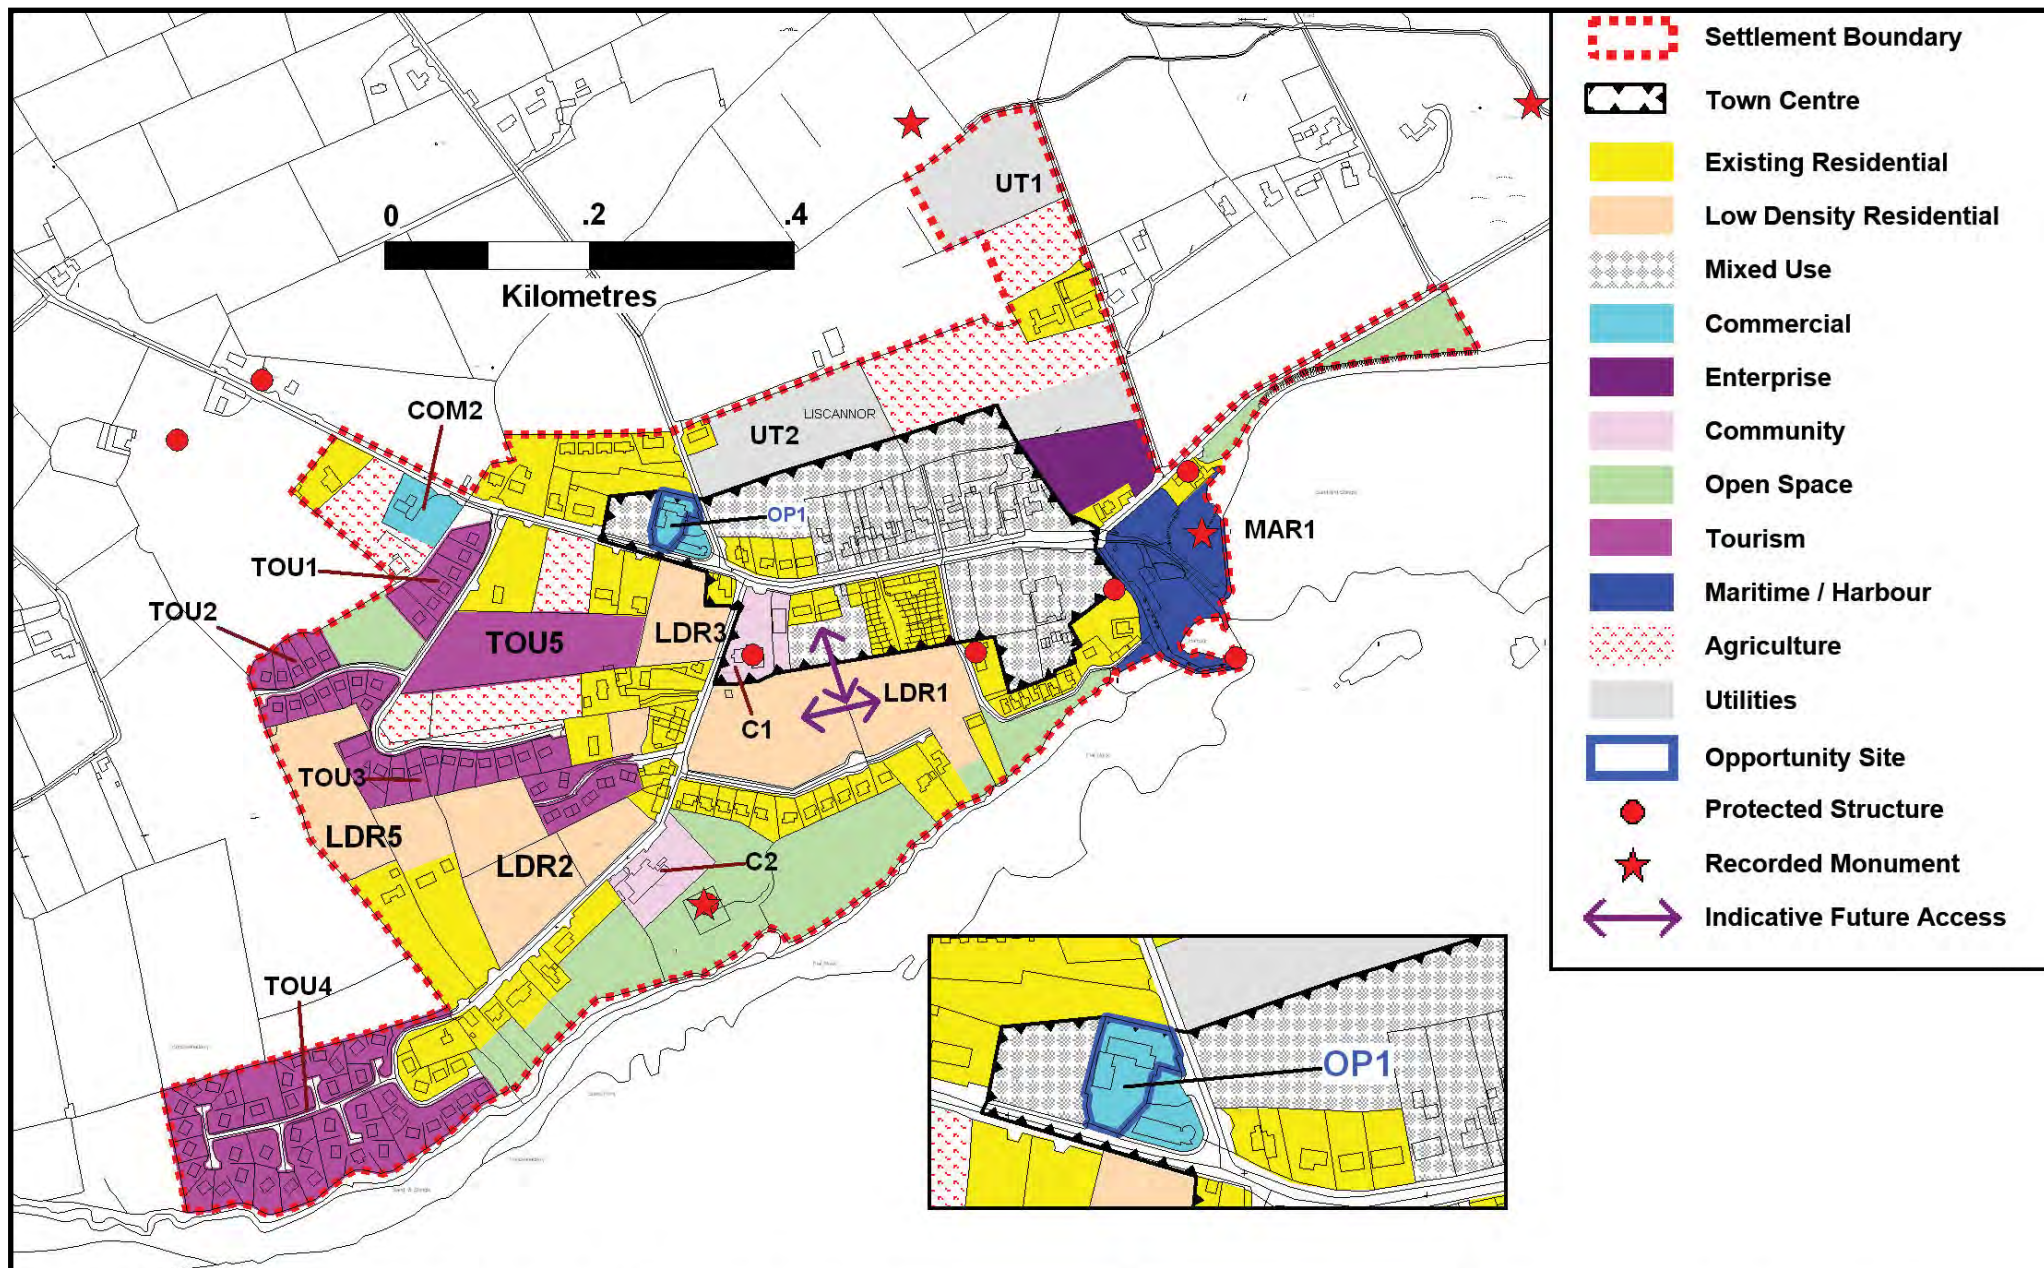 0 .2 .4
Kilometres
UT1
COM2
LISCANNOR
UT2
OP1
MAR1
TOU1
TOU2
TOU5
LDR3
LDR1
C1
TOU3
LDR5
LDR2
C2
TOU4
OP1
Settlement Boundary
Town Centre
Existing Residential
Low Density Residential
Mixed Use
Commercial
Enterprise
Community
Open Space
Tourism
Maritime / Harbour
Agriculture
Utilities
Opportunity Site
Protected Structure
Recorded Monument
Indicative Future Access